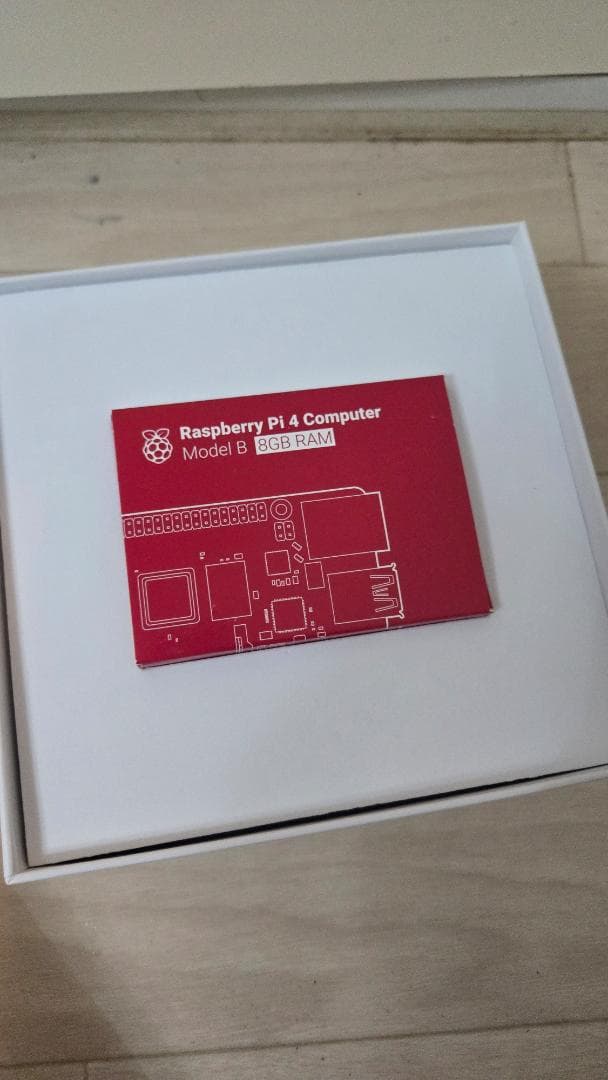 Raspberry Pi 4 Computer
Model B 8GB RAM